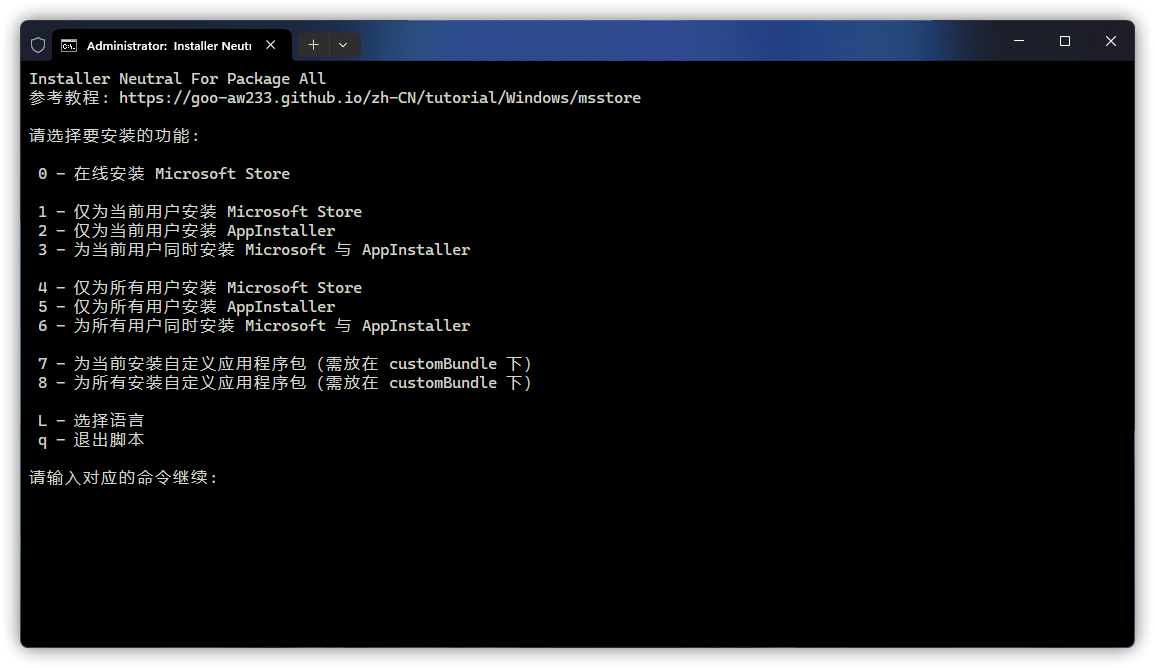 Administrator: Installer Neut
Installer Neutral For Package All
参考教程: https://goo-aw233.github.io/zh-CN/tutorial/Windows/msstore
请选择要安装的功能:
0 - 在线安装 Microsoft Store
1 - 仅为当前用户安装 Microsoft Store
2 - 仅为当前用户安装 AppInstaller
3 - 为当前用户同时安装 Microsoft 与 AppInstaller
4 - 仅为所有用户安装 Microsoft Store
5 - 仅为所有用户安装 AppInstaller
6 - 为所有用户同时安装 Microsoft 与 AppInstaller
7 - 为当前安装自定义应用程序包 (需放在 customBundle 下)
8 - 为所有安装自定义应用程序包 (需放在 customBundle 下)
L - 选择语言
q - 退出脚本
请输入对应的命令继续: